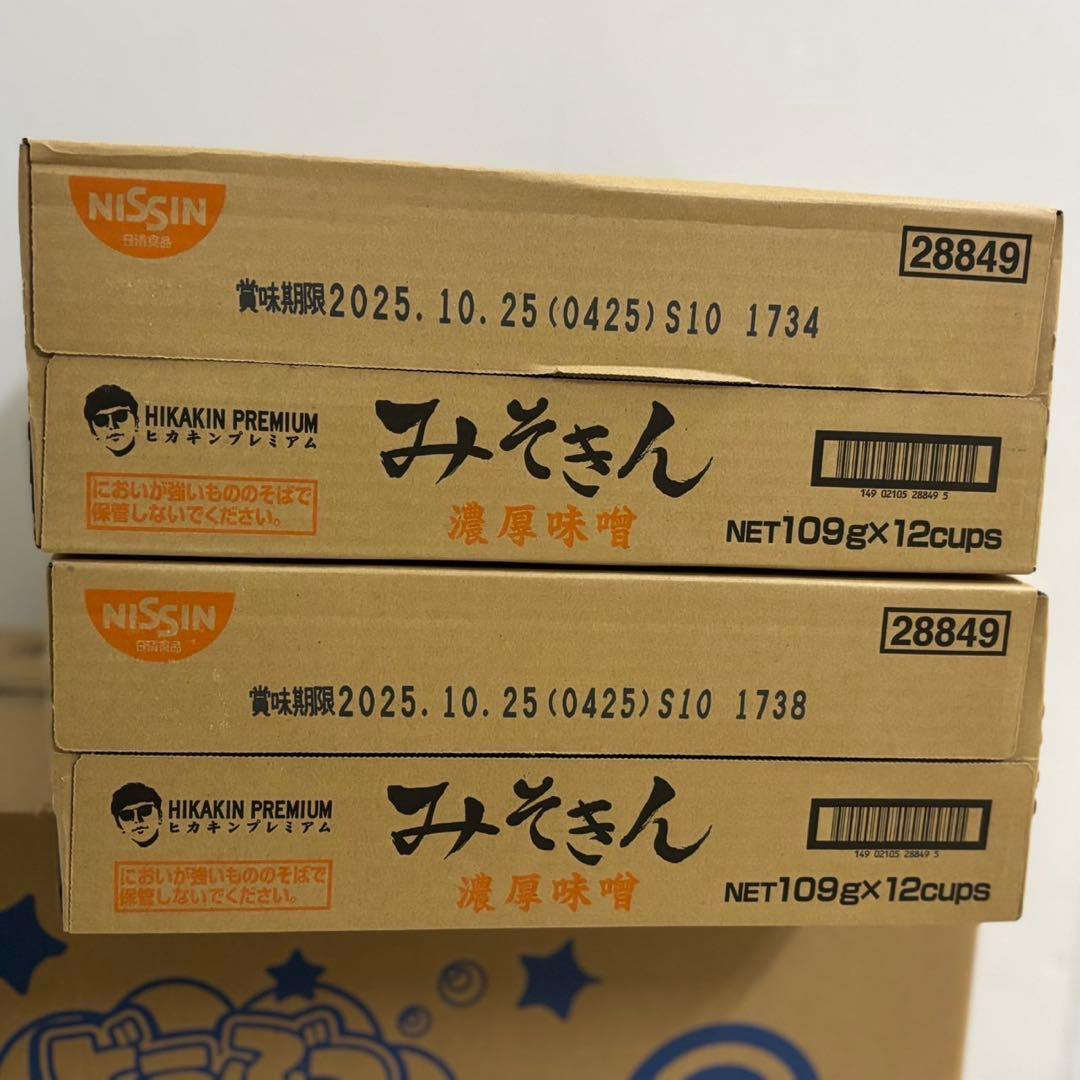 NISSIN
日清食品
28849
賞味期限2025.10.25(0425)S10 1734
HIKAKIN PREMIUM
ヒカキンプレミアム
みそきん
濃厚味噌
においが強いもののそばで
保管しないでください。
149 02105 28849 5
NET109g×12cups
NISSIN
日清食品
28849
賞味期限2025.10.25(0425)S10 1738
HIKAKIN PREMIUM
ヒカキンプレミアム
みそきん
濃厚味噌
においが強いもののそばで
保管しないでください。
149 02105 28849 5
NET109g×12cups